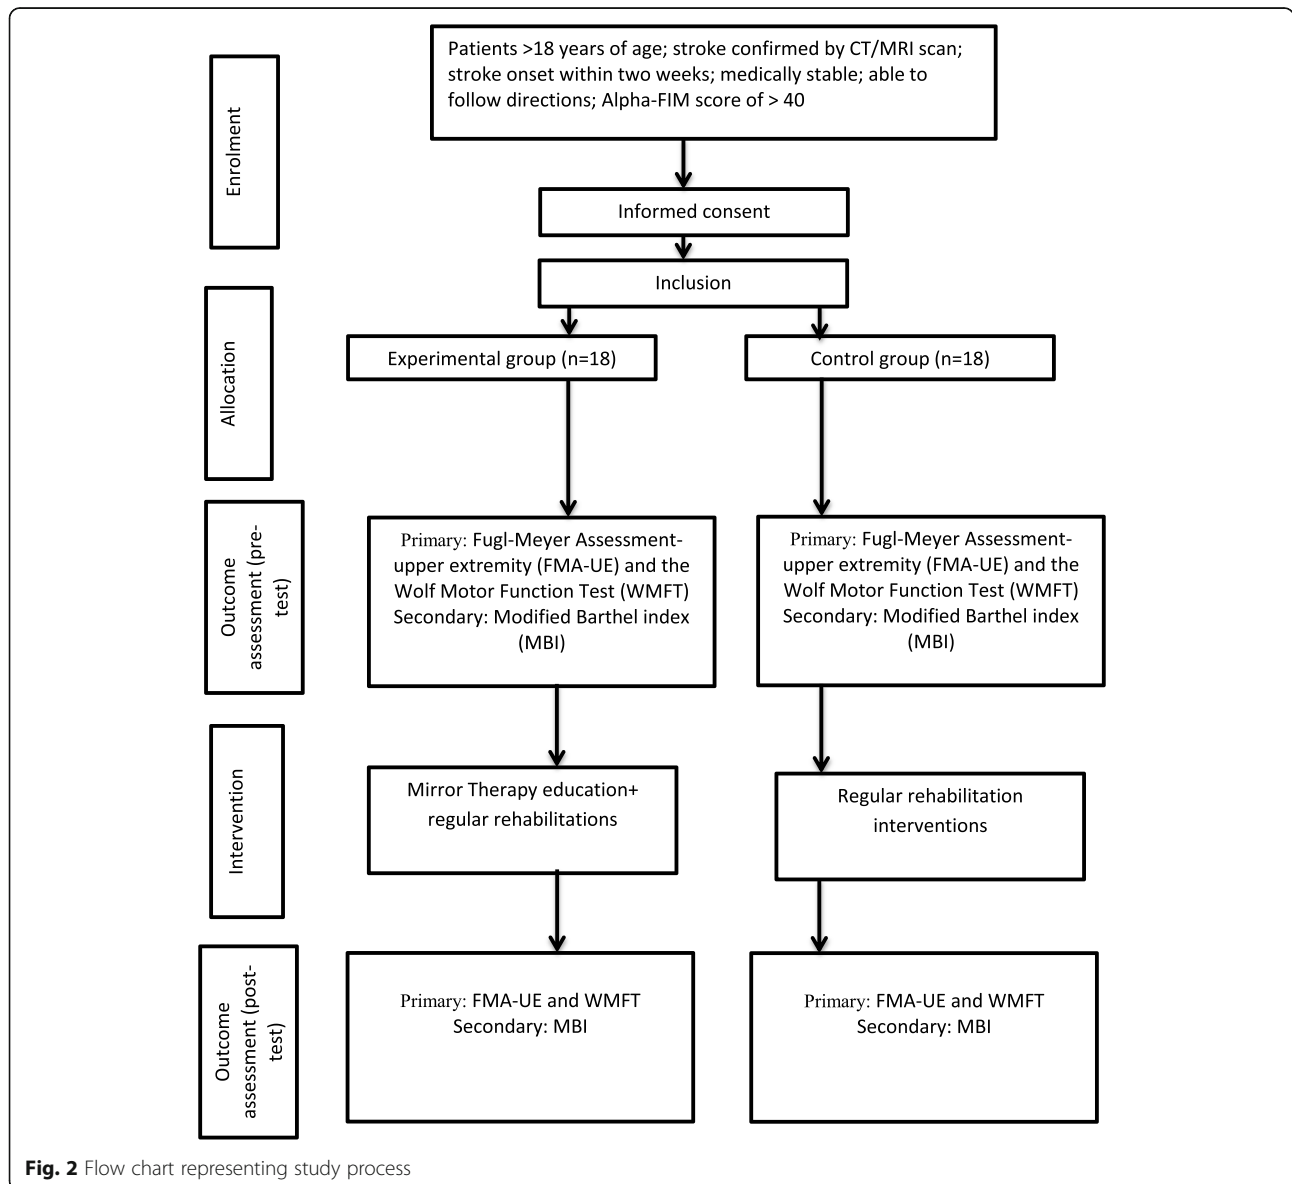 Patients >18 years of age; stroke confirmed by CT/MRI scan;
stroke onset within two weeks; medically stable; able to
follow directions; Alpha-FIM score of > 40
Enrolment
Informed consent
Inclusion
Allocation
Experimental group (n=18)
Control group (n=18)
Outcome
assessment (pre-
test)
Primary: Fugl-Meyer Assessment-
upper extremity (FMA-UE) and the
Wolf Motor Function Test (WMFT)
Secondary: Modified Barthel index
(MBI)
Primary: Fugl-Meyer Assessment-
upper extremity (FMA-UE) and the
Wolf Motor Function Test (WMFT)
Secondary: Modified Barthel index
(MBI)
Intervention
Mirror Therapy education+
regular rehabilitations
Regular rehabilitation
interventions
Outcome
assessment (post-
test)
Primary: FMA-UE and WMFT
Secondary: MBI
Primary: FMA-UE and WMFT
Secondary: MBI
Fig. 2 Flow chart representing study process